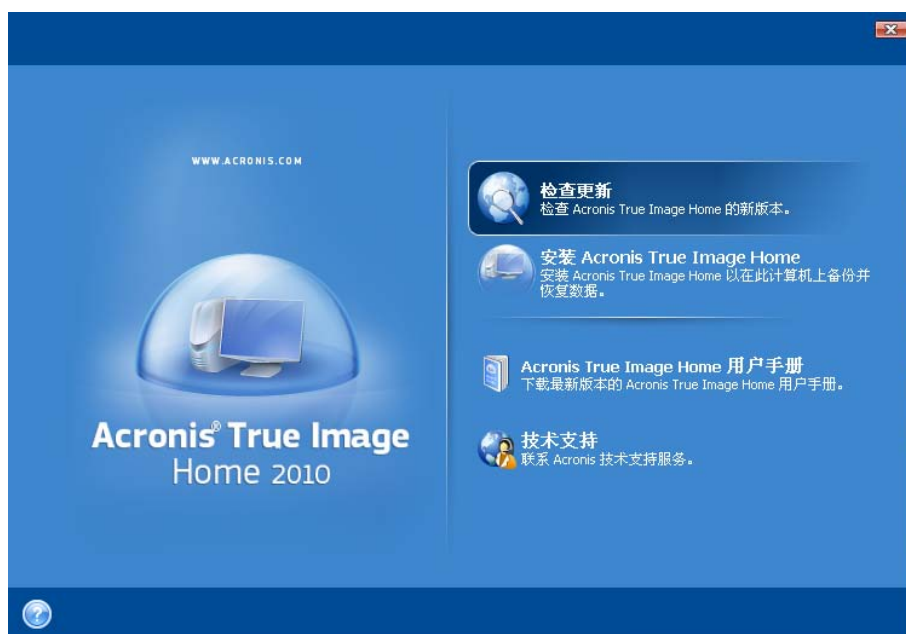 WWW.ACRONIS.COM
Acronis® True Image
Home 2010
检查更新
检查 Acronis True Image Home 的新版本。
安装 Acronis True Image Home
安装 Acronis True Image Home 以在此计算机上备份并
恢复数据。
Acronis True Image Home 用户手册
下载最新版本的 Acronis True Image Home 用户手册。
技术支持
联系 Acronis 技术支持服务。
?